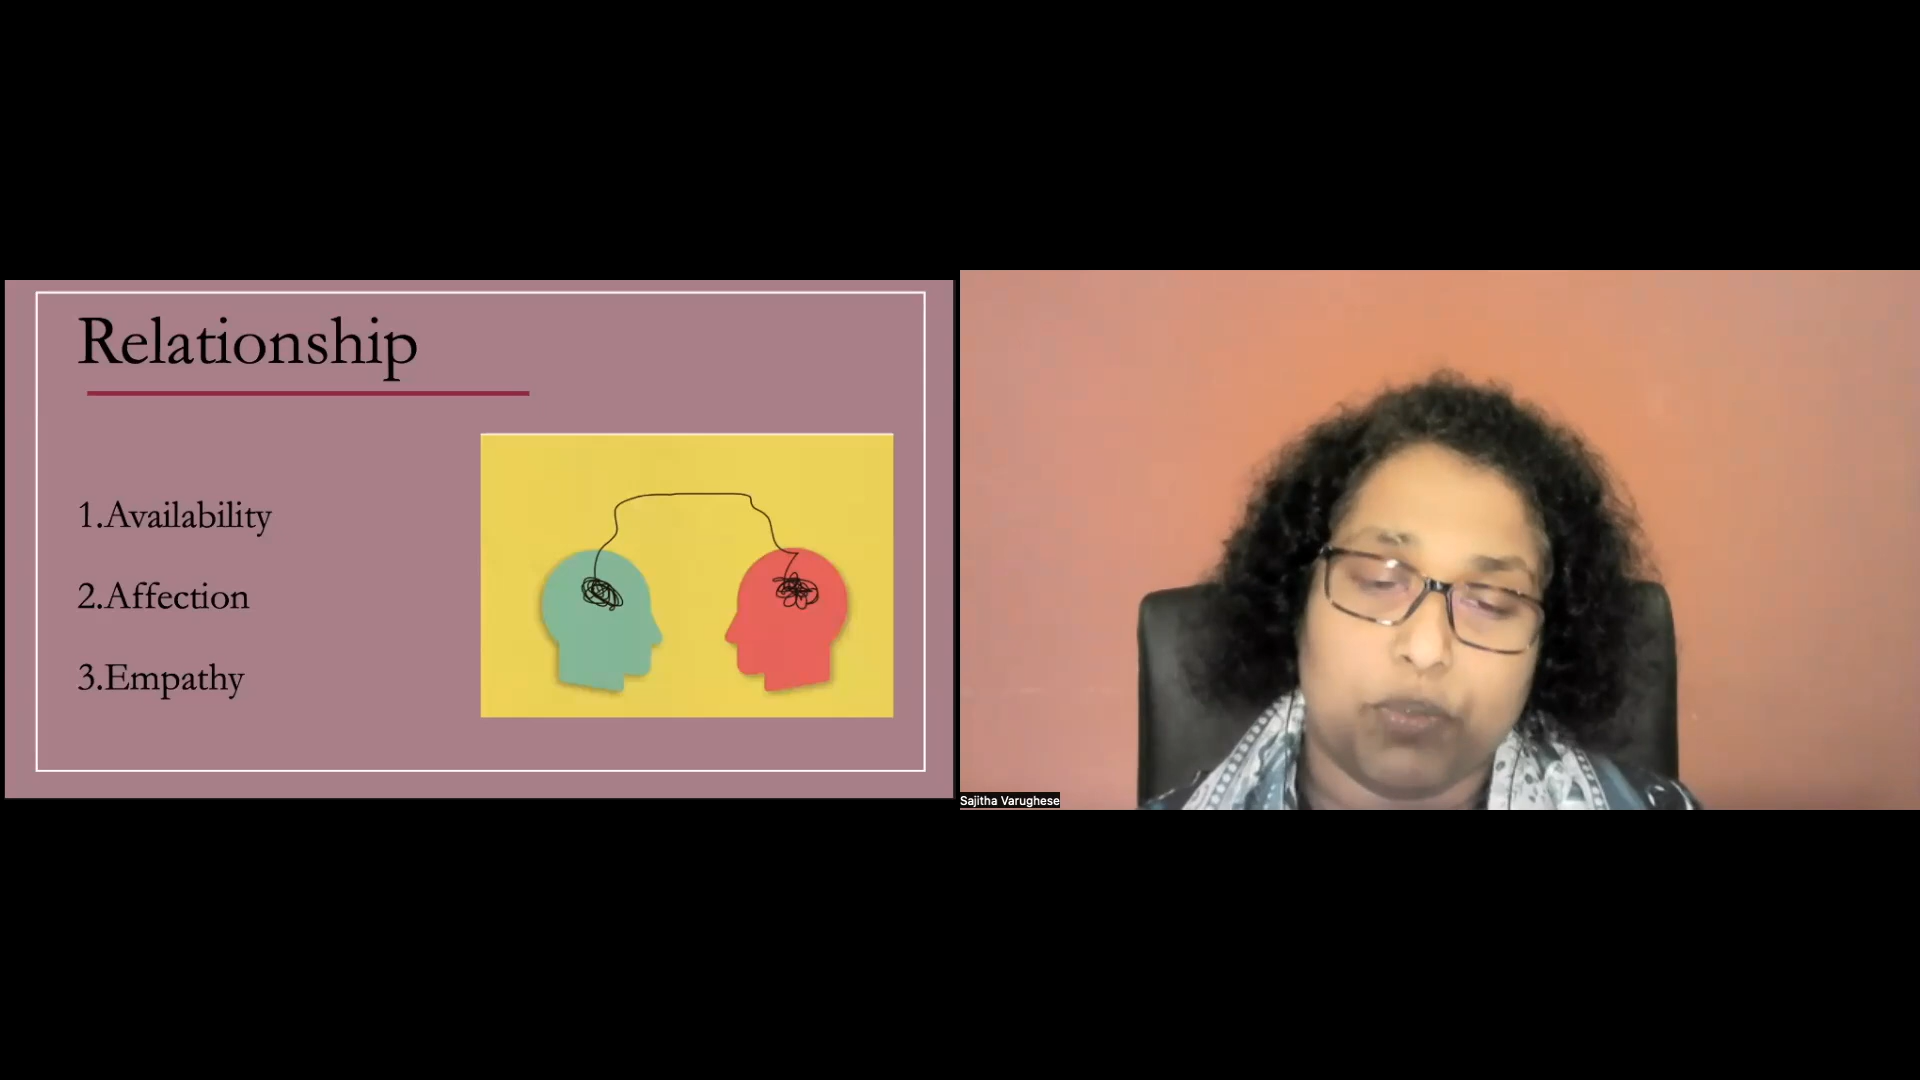 Relationship
1.Availability
2.Affection
3.Empathy
Sajitha Varughese